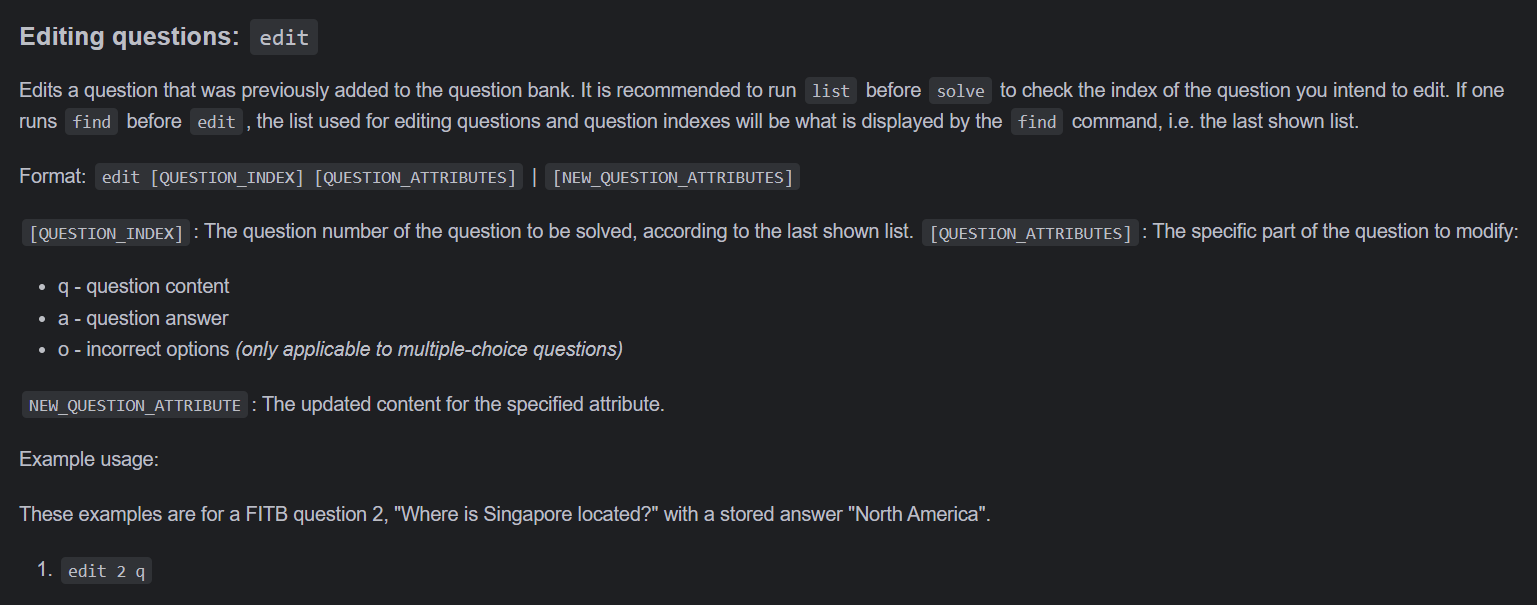 Editing questions: edit
Edits a question that was previously added to the question bank. It is recommended to run list before solve to check the index of the question you intend to edit. If one
runs find before edit , the list used for editing questions and question indexes will be what is displayed by the find command, i.e. the last shown list.
Format: edit [QUESTION_INDEX] [QUESTION_ATTRIBUTES] | [NEW_QUESTION_ATTRIBUTES]
[QUESTION_INDEX] : The question number of the question to be solved, according to the last shown list. [QUESTION_ATTRIBUTES] : The specific part of the question to modify:
• q - question content
• a - question answer
• o - incorrect options (only applicable to multiple-choice questions)
NEW_QUESTION_ATTRIBUTE : The updated content for the specified attribute.
Example usage:
These examples are for a FITB question 2, "Where is Singapore located?" with a stored answer "North America".
1. edit 2 q